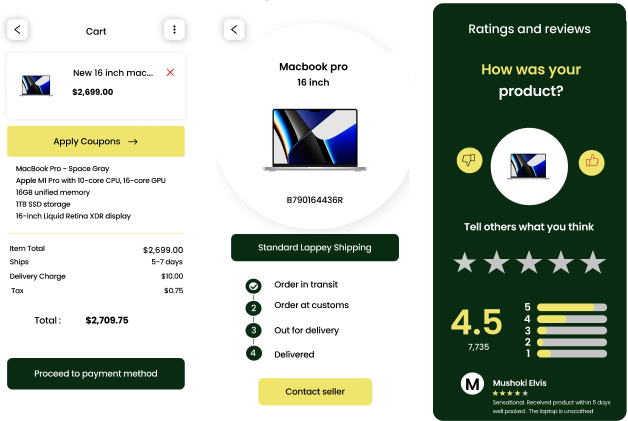 Cart
New 16 inch mac...
$2,699.00
Apply Coupons
MacBook Pro - Space Gray
Apple M1 Pro with 10-core CPU, 16-core GPU
16GB unified memory
1TB SSD storage
16-inch Liquid Retina XDR display
Item Total $2,699.00
Ships 5-7 days
Delivery Charge $10.00
Tax $0.75
Total : $2,709.75
Proceed to payment method
Macbook pro
16 inch
B790164436R
Standard Lappey Shipping
Order in transit
2 Order at customs
3 Out for delivery
4 Delivered
Contact seller
Ratings and reviews
How was your
product?
Tell others what you think
4.5
7,735
5
4
3
2
1
M
Mushoki Elvis
Sensational. Received product within 5 days
well packed . The laptop is unscathed